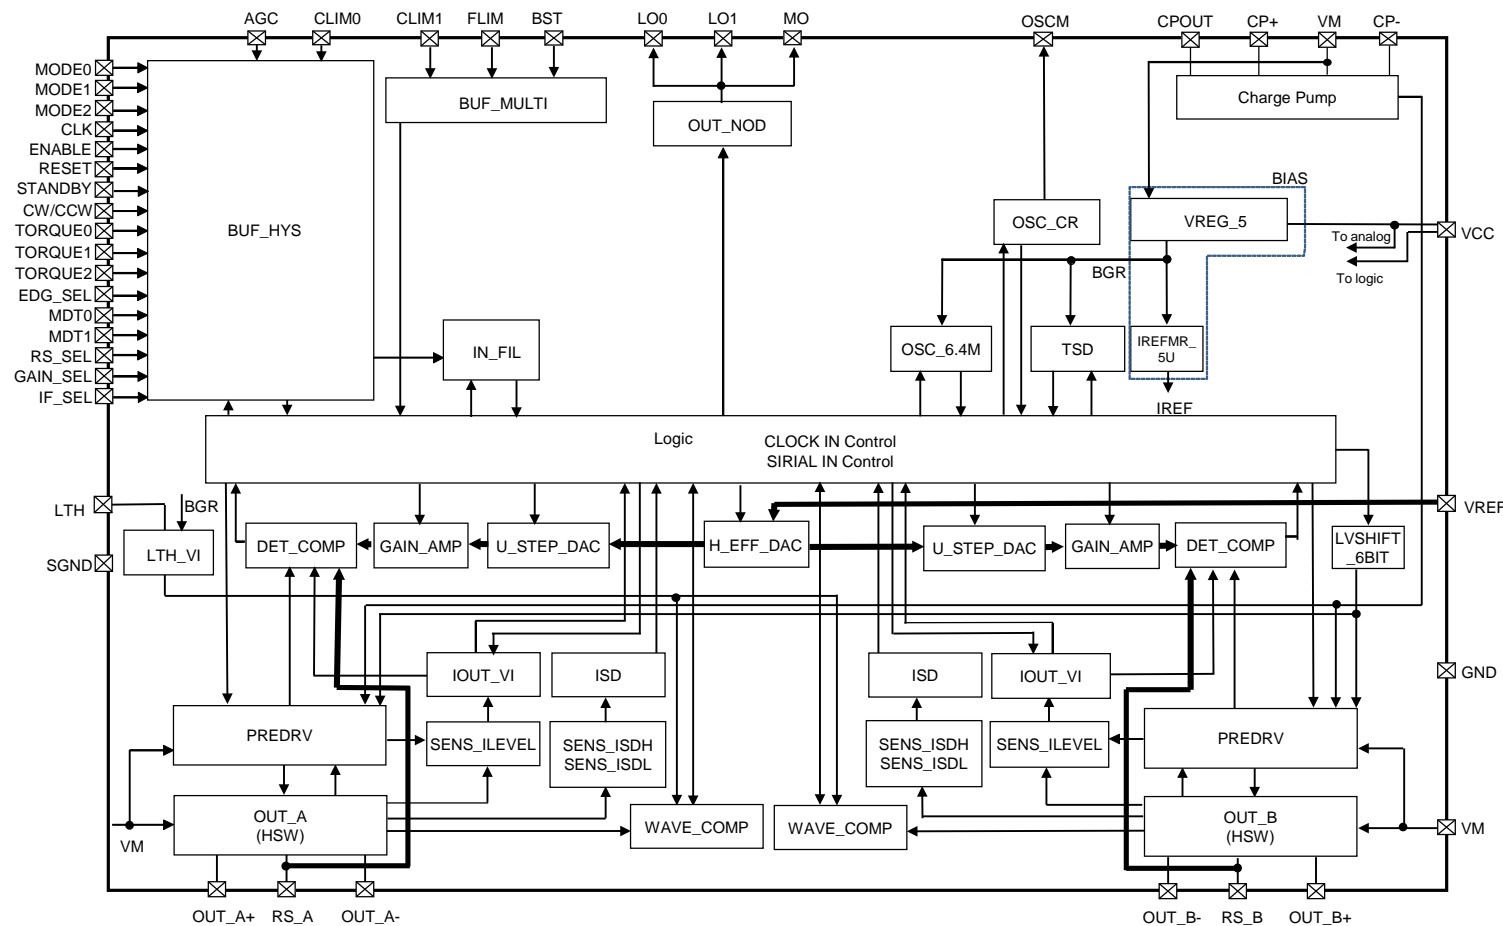 AGC
CLIM0
CLIM1
FLIM
BST
LO0
LO1
MO
OSCM
CPOUT
CP+
VM
CP-
MODE0
MODE1
MODE2
CLK
ENABLE
RESET
STANDBY
CW/CCW
TORQUE0
TORQUE1
TORQUE2
EDG_SEL
MDT0
MDT1
RS_SEL
GAIN_SEL
IF_SEL
BUF_HYS
BUF_MULTI
OUT_NOD
Charge Pump
BIAS
OSC_CR
VREG_5
To analog
To logic
VCC
BGR
IN_FIL
OSC_6.4M
TSD
IREFMR_
5U
IREF
Logic
CLOCK IN Control
SIRIAL IN Control
LTH
BGR
VREF
SGND
LTH_VI
DET_COMP
GAIN_AMP
U_STEP_DAC
H_EFF_DAC
U_STEP_DAC
GAIN_AMP
DET_COMP
LVSHIFT
_6BIT
IOUT_VI
ISD
ISD
IOUT_VI
GND
PREDRV
SENS_ILEVEL
SENS_ISDH
SENS_ISDL
SENS_ISDH
SENS_ISDL
SENS_ILEVEL
PREDRV
VM
OUT_A
(HSW)
WAVE_COMP
WAVE_COMP
OUT_B
(HSW)
VM
OUT_A+
RS_A
OUT_A-
OUT_B-
RS_B
OUT_B+